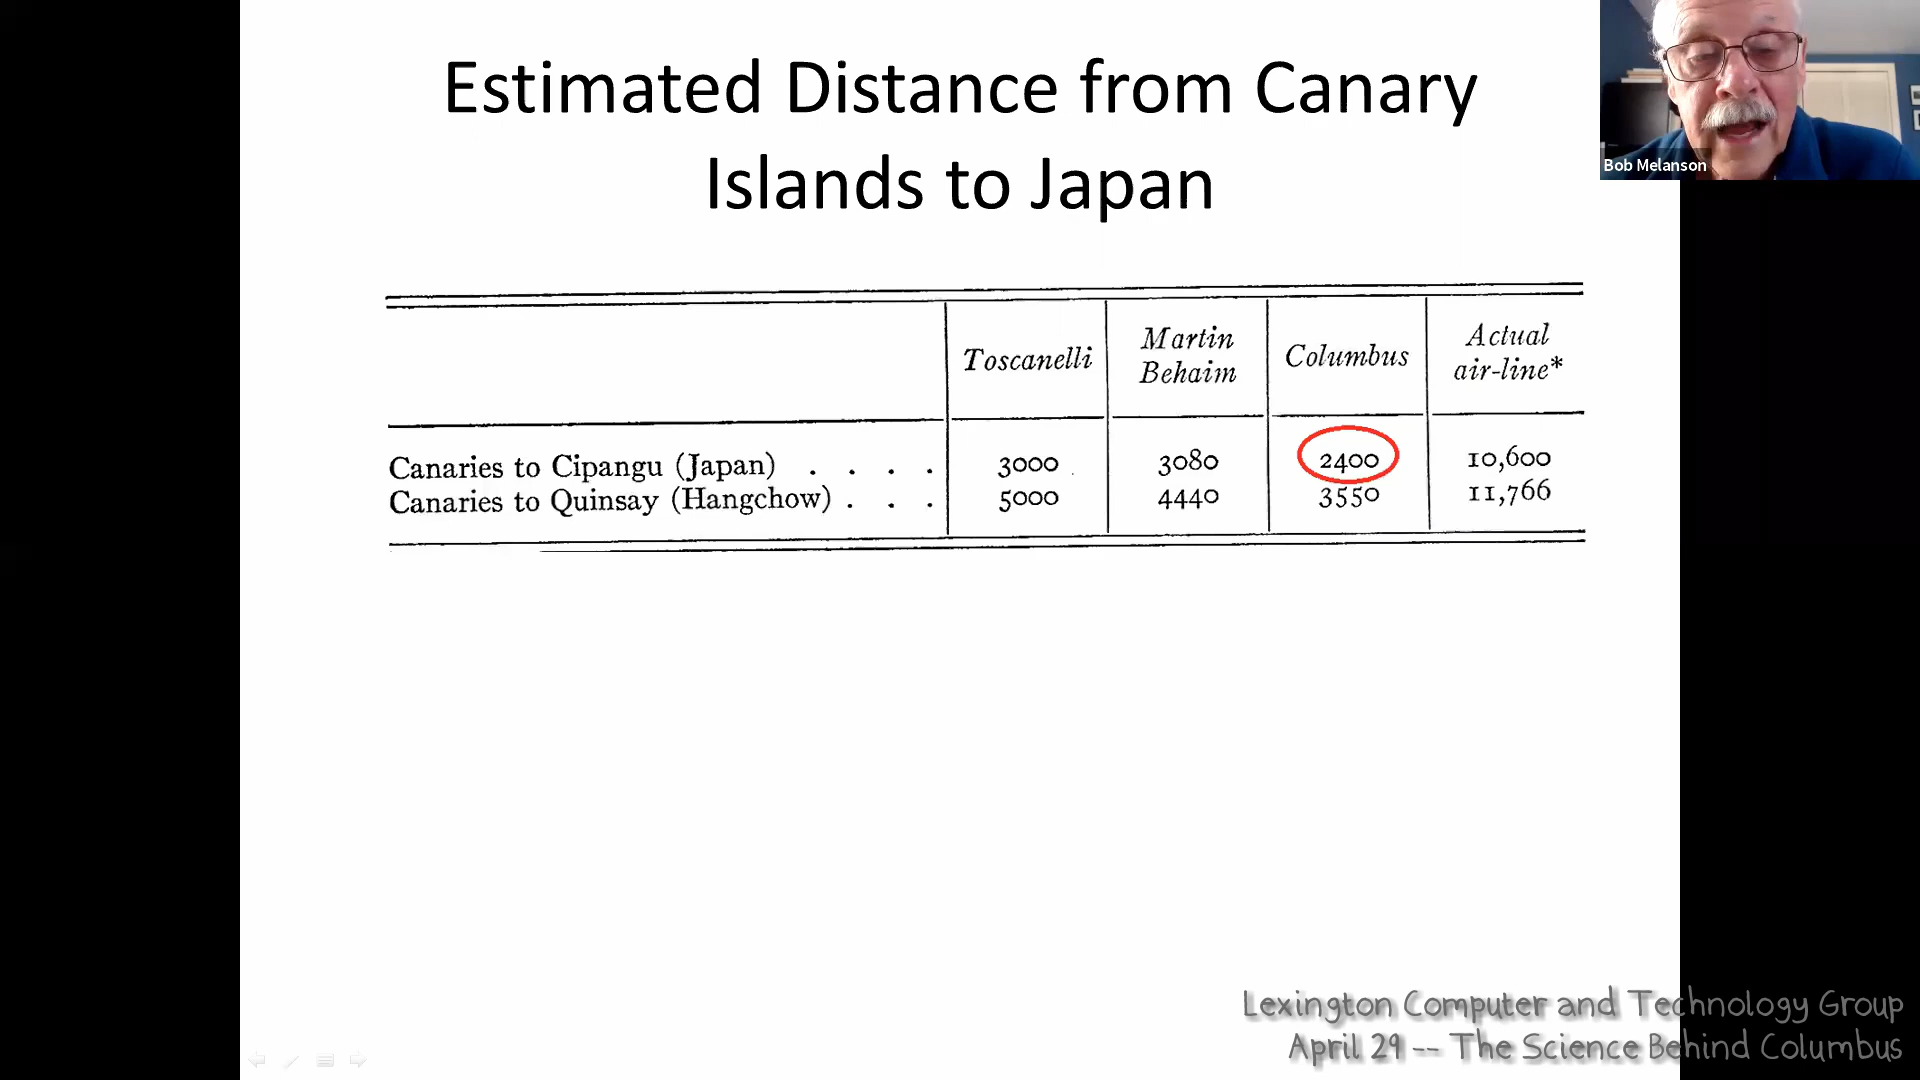 Estimated Distance from Canary
Islands to Japan
Bob Melanson
Toscanelli
Martin
Behaim
Columbus
Actual
air-line*
Canaries to Cipangu (Japan) . . . . 3000 3080 2400 10,600
Canaries to Quinsay (Hangchow) . . . 5000 4440 3550 11,766
Lexington Computer and Technology Group
April 29 -- The Science Behind Columbus